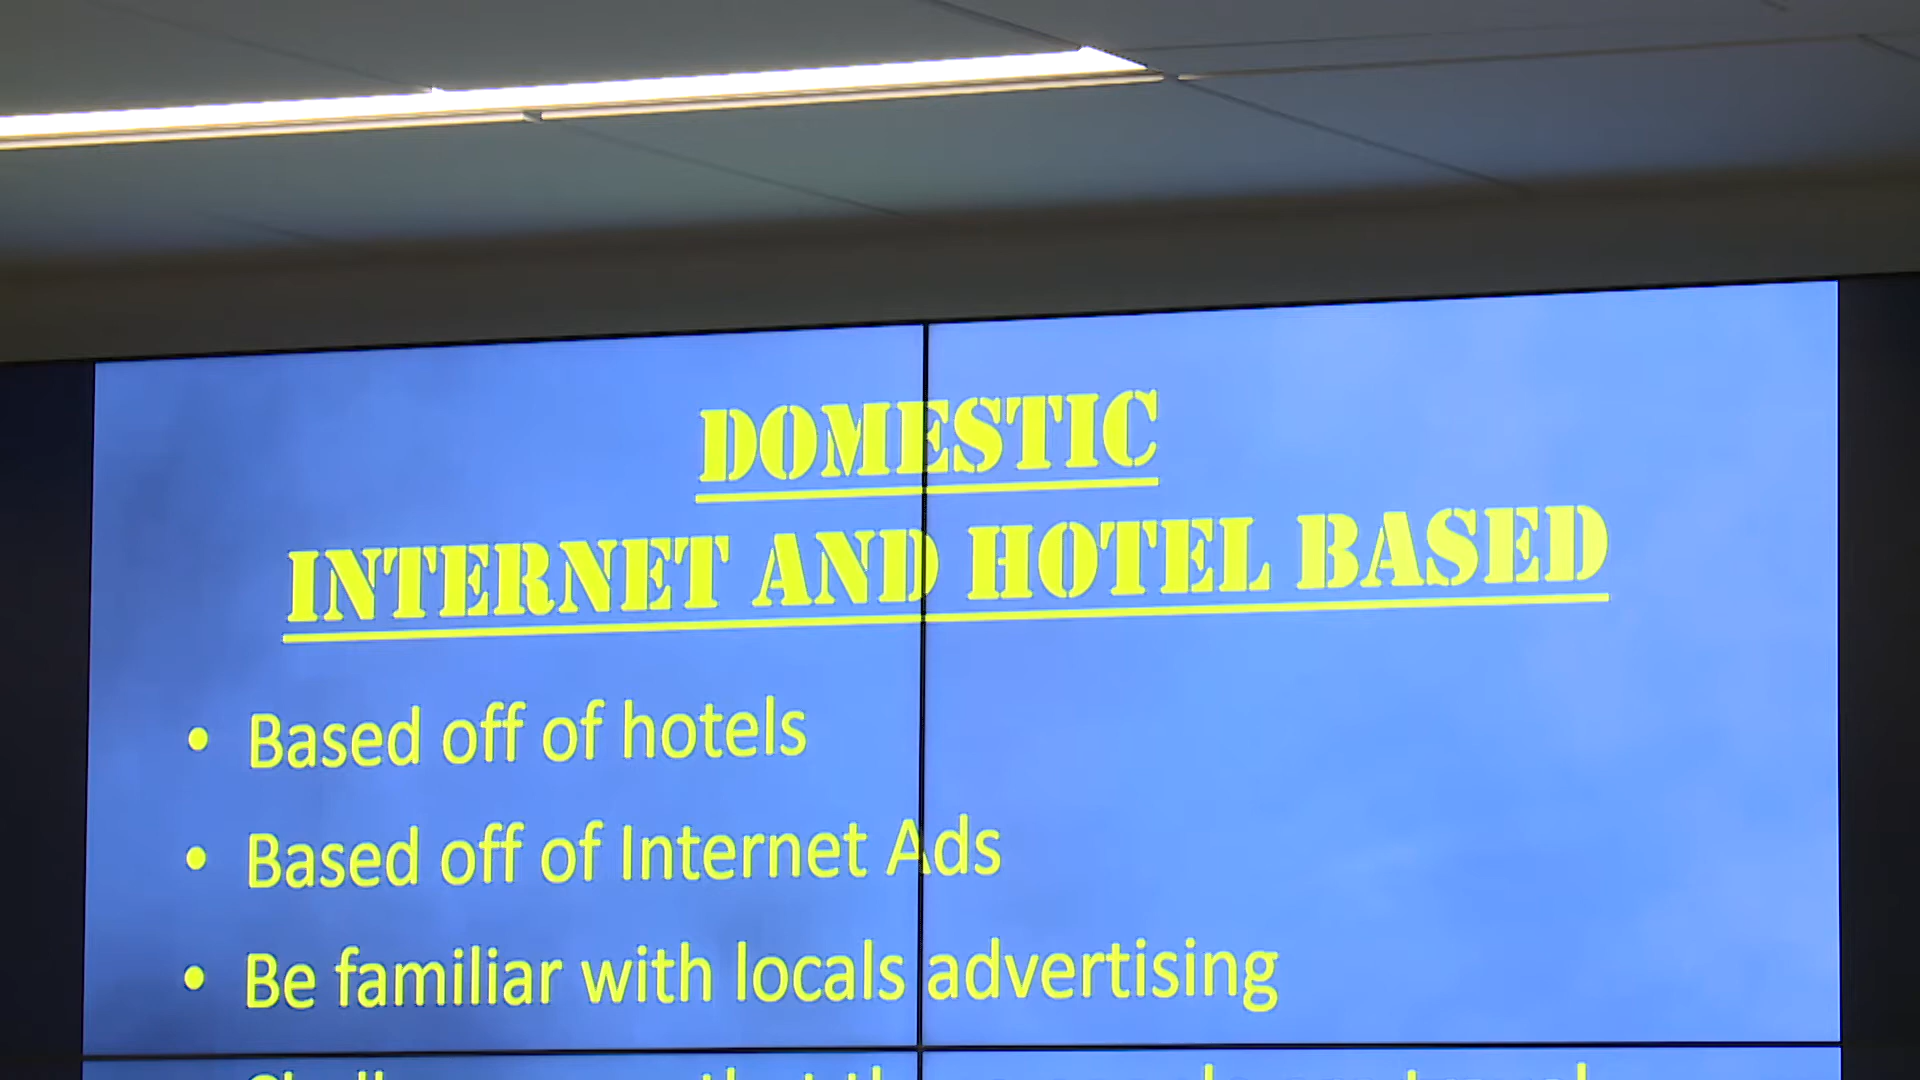 DOMESTIC
INTERNET AND HOTEL BASED
• Based off of hotels
• Based off of Internet Ads
• Be familiar with locals advertising